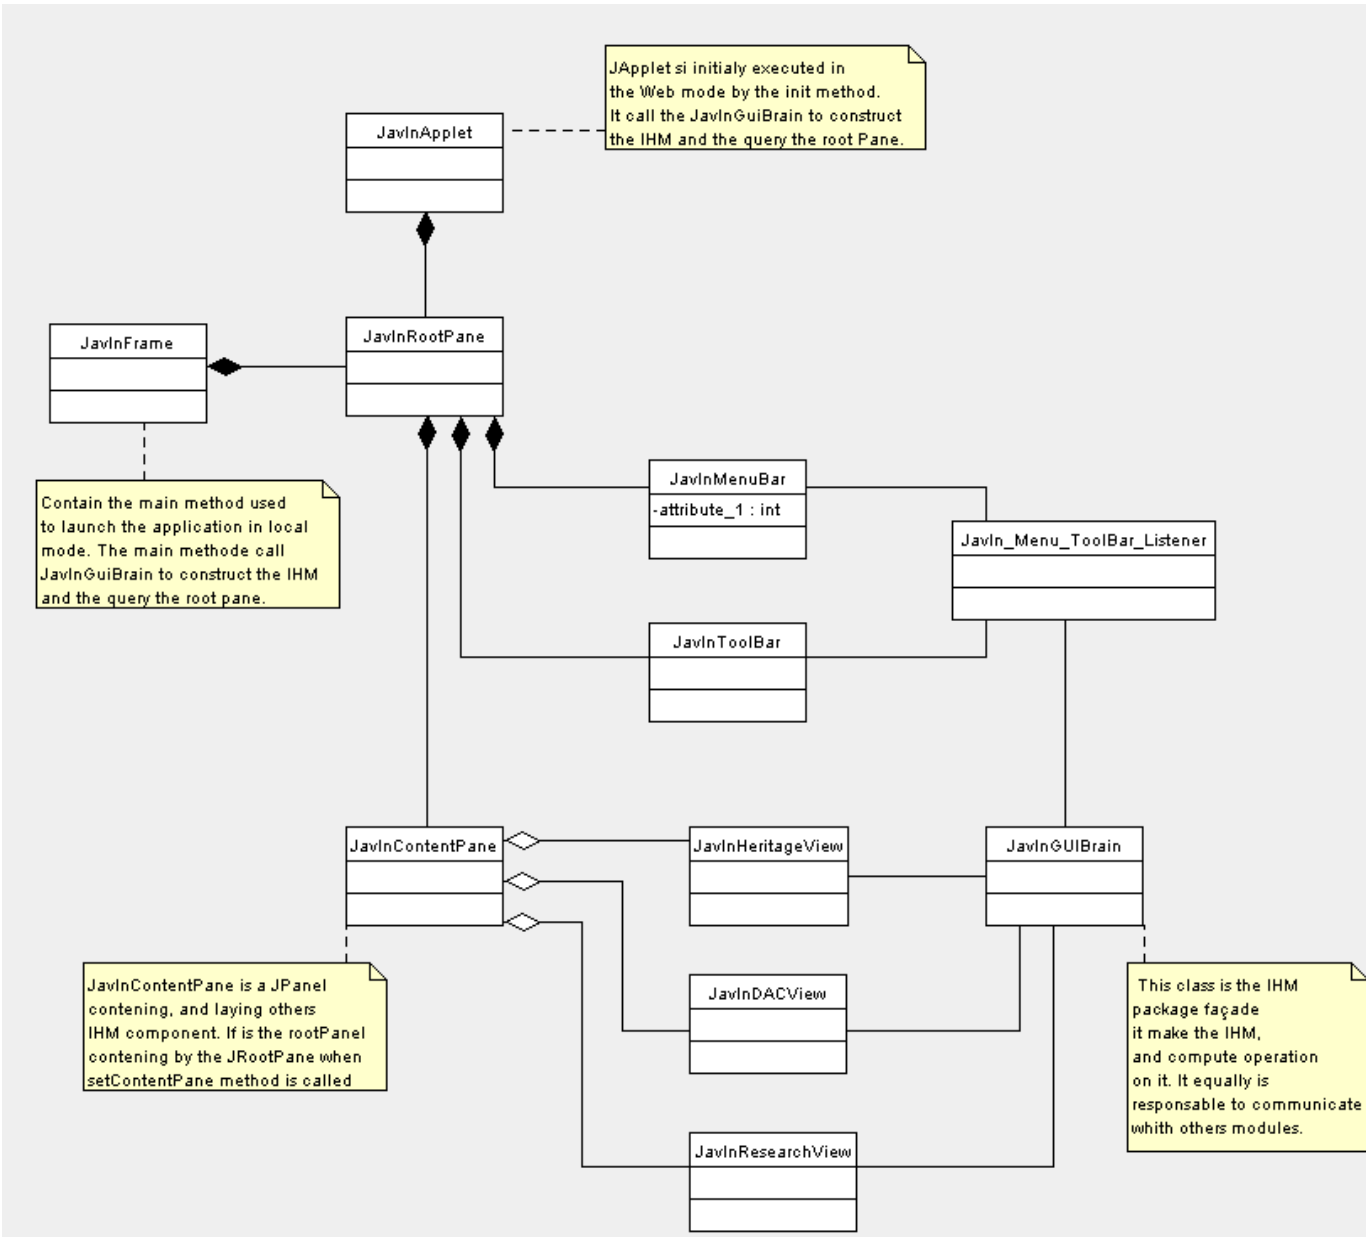 JApplet si initialy executed in
the Web mode by the init method.
It call the JavInGuiBrain to construct
the IHM and the query the root Pane.
JavInApplet
JavInFrame
JavInRootPane
Contain the main method used
to launch the application in local
mode. The main methode call
JavInGuiBrain to construct the IHM
and the query the root pane.
JavInMenuBar
-attribute_1 : int
JavIn_Menu_ToolBar_Listener
JavInToolBar
JavInContentPane
JavInHeritageView
JavInGUIBrain
JavInContentPane is a JPanel
contening, and laying others
IHM component. If is the rootPanel
contening by the JRootPane when
setContentPane method is called
JavInDACView
This class is the IHM
package façade
it make the IHM,
and compute operation
on it. It equally is
responsable to communicate
whith others modules.
JavInResearchView